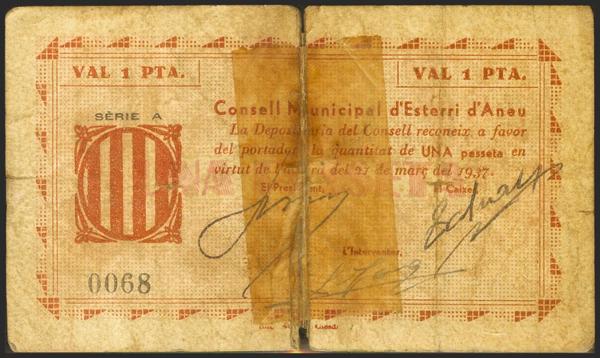 VAL 1 PTA. VAL 1 PTA.
SÈRIE A
Consell Municipal d'Esterri d'Aneu
La Depositaria del Consell reconeix a favor
del portador la quantitat de UNA pesseta en
virtut de l'acord del 21 de març del 1937.
UNA PESSETA
El President, El Caixer
L'Interventor,
0068